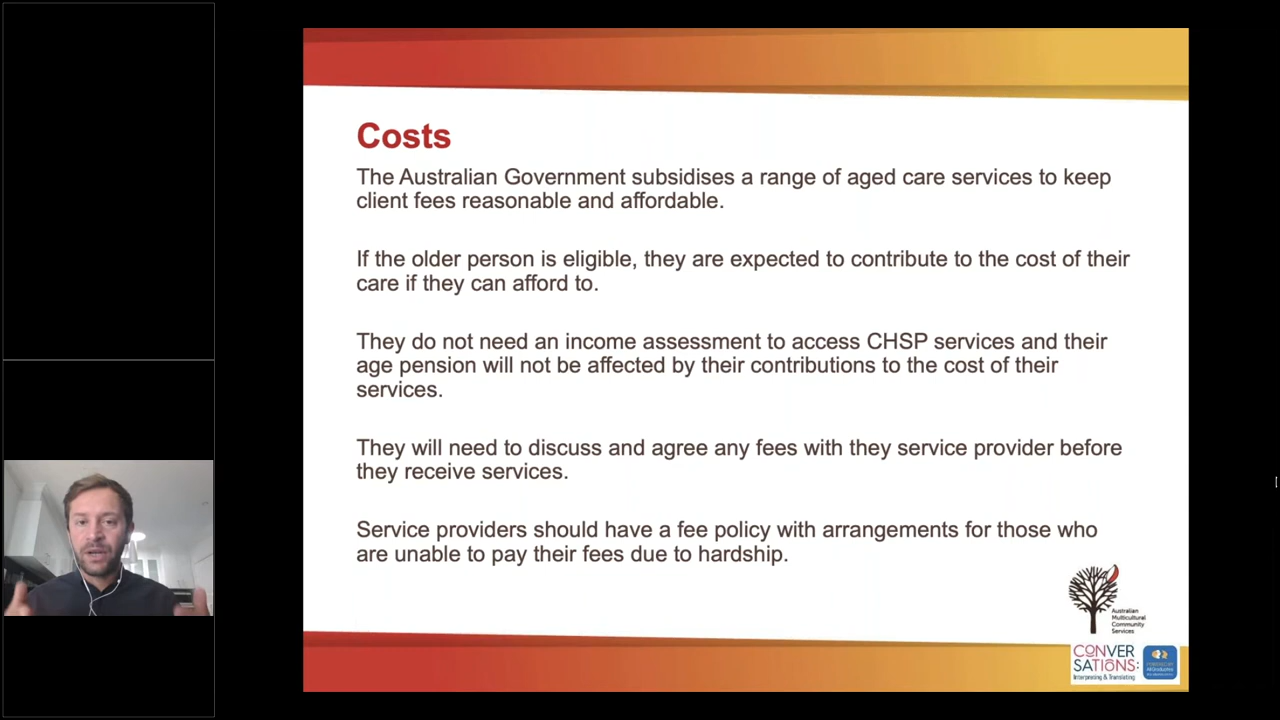 Costs
The Australian Government subsidises a range of aged care services to keep
client fees reasonable and affordable.
If the older person is eligible, they are expected to contribute to the cost of their
care if they can afford to.
They do not need an income assessment to access CHSP services and their
age pension will not be affected by their contributions to the cost of their
services.
They will need to discuss and agree any fees with they service provider before
they receive services.
Service providers should have a fee policy with arrangements for those who
are unable to pay their fees due to hardship.
Australian
Multicultural
Community
Services
CONVER
SATIONS:
Interpreting & Translating
POWERED BY
AllGraduates